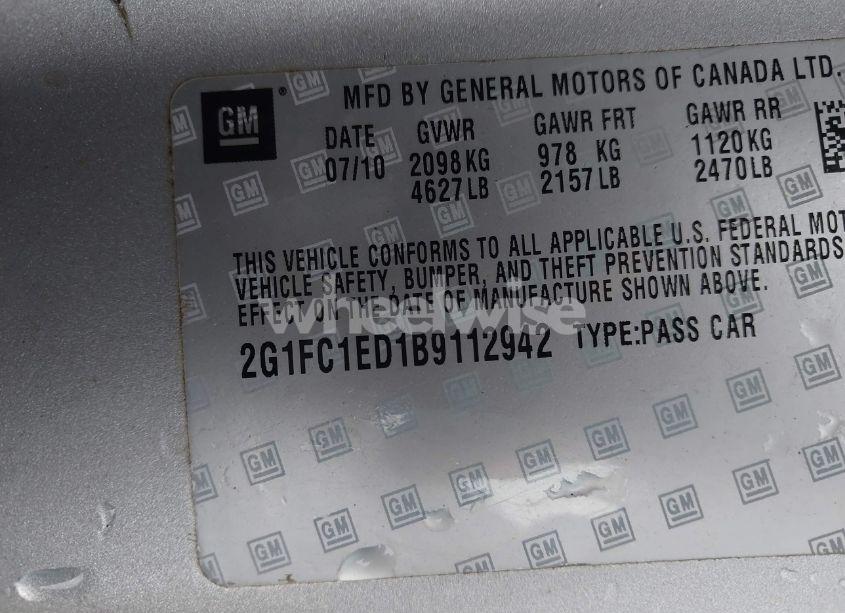 GM
MFD BY GENERAL MOTORS OF CANADA LTD.
DATE GVWR GAWR FRT GAWR RR
07/10 2098 KG 978 KG 1120 KG
4627 LB 2157 LB 2470 LB
THIS VEHICLE CONFORMS TO ALL APPLICABLE U.S. FEDERAL MOT
VEHICLE SAFETY, BUMPER, AND THEFT PREVENTION STANDARDS
EFFECT ON THE DATE OF MANUFACTURE SHOWN ABOVE.
wheelwise
2G1FC1ED1B9112942 TYPE:PASS CAR